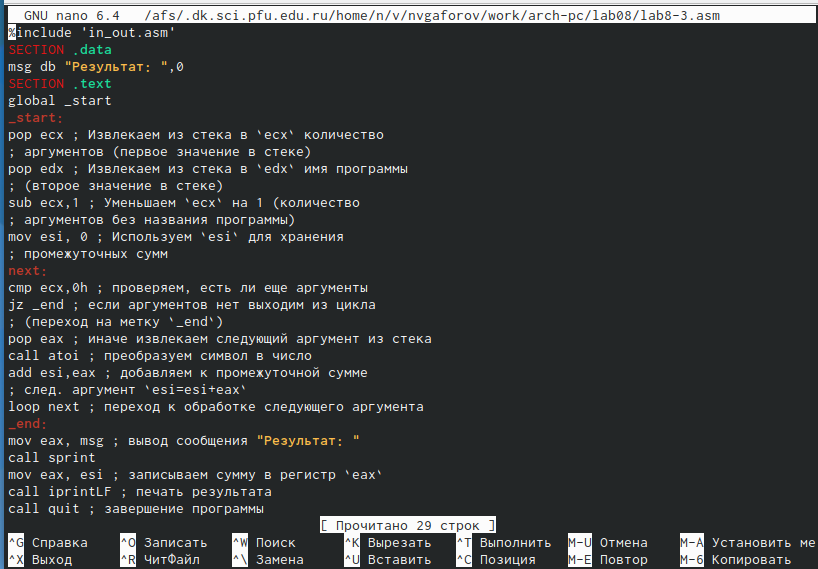 GNU nano 6.4 /afs/.dk.sci.pfu.edu.ru/home/n/v/nvgaforov/work/arch-pc/lab08/lab8-3.asm
%include 'in_out.asm'
SECTION .data
msg db "Результат: ",0
SECTION .text
global _start
_start:
pop ecx ; Извлекаем из стека в `ecx` количество
; аргументов (первое значение в стеке)
pop edx ; Извлекаем из стека в `edx` имя программы
; (второе значение в стеке)
sub ecx,1 ; Уменьшаем `ecx` на 1 (количество
; аргументов без названия программы)
mov esi, 0 ; Используем `esi` для хранения
; промежуточных сумм
next:
cmp ecx,0h ; проверяем, есть ли еще аргументы
jz _end ; если аргументов нет выходим из цикла
; (переход на метку `_end`)
pop eax ; иначе извлекаем следующий аргумент из стека
call atoi ; преобразуем символ в число
add esi,eax ; добавляем к промежуточной сумме
; след. аргумент `esi=esi+eax`
loop next ; переход к обработке следующего аргумента
_end:
mov eax, msg ; вывод сообщения "Результат: "
call sprint
mov eax, esi ; записываем сумму в регистр `eax`
call iprintLF ; печать результата
call quit ; завершение программы
[ Прочитано 29 строк ]
^G Справка ^O Записать ^W Поиск ^K Вырезать ^T Выполнить M-U Отмена M-A Установить ме
^X Выход ^R ЧитФайл ^\ Замена ^U Вставить ^C Позиция M-E Повтор M-6 Копировать